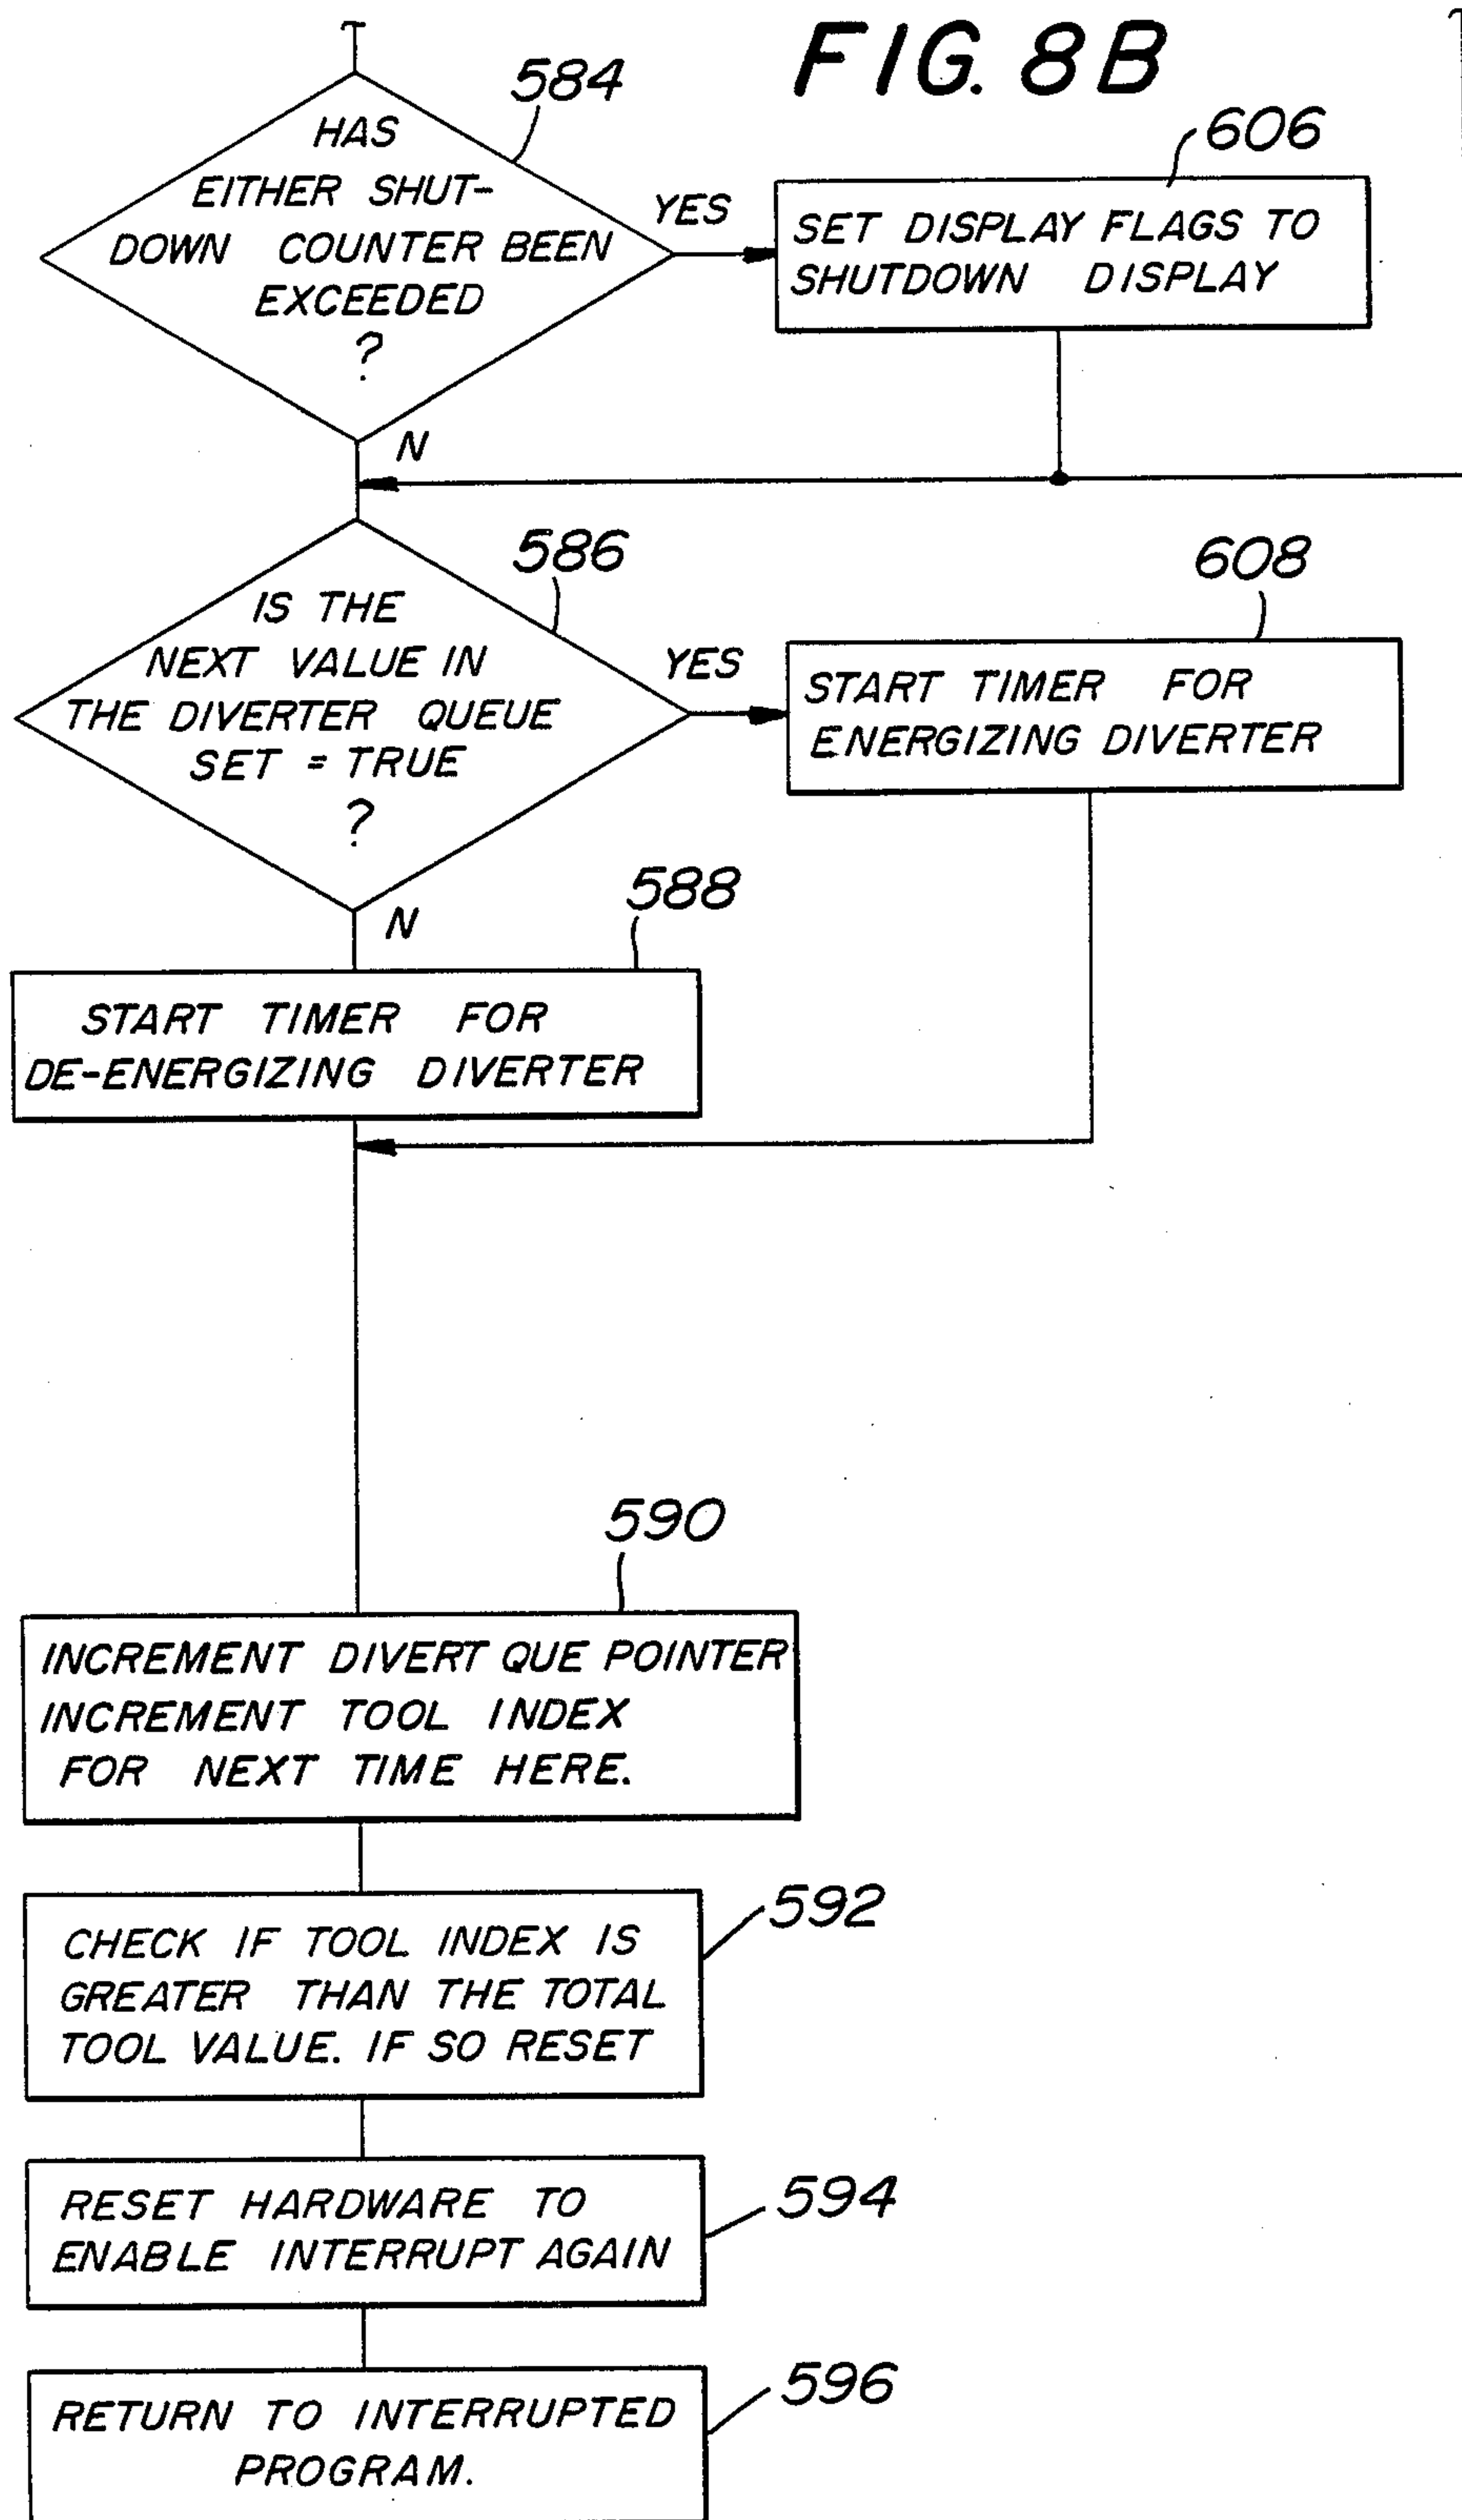 FIG. 8B
584
HAS
EITHER SHUT-
DOWN COUNTER BEEN
EXCEEDED
?
YES
606
SET DISPLAY FLAGS TO
SHUTDOWN DISPLAY
N
586
IS THE
NEXT VALUE IN
THE DIVERTER QUEUE
SET = TRUE
?
YES
608
START TIMER FOR
ENERGIZING DIVERTER
N
588
START TIMER FOR
DE-ENERGIZING DIVERTER
590
INCREMENT DIVERT QUE POINTER
INCREMENT TOOL INDEX
FOR NEXT TIME HERE.
592
CHECK IF TOOL INDEX IS
GREATER THAN THE TOTAL
TOOL VALUE. IF SO RESET
594
RESET HARDWARE TO
ENABLE INTERRUPT AGAIN
596
RETURN TO INTERRUPTED
PROGRAM.